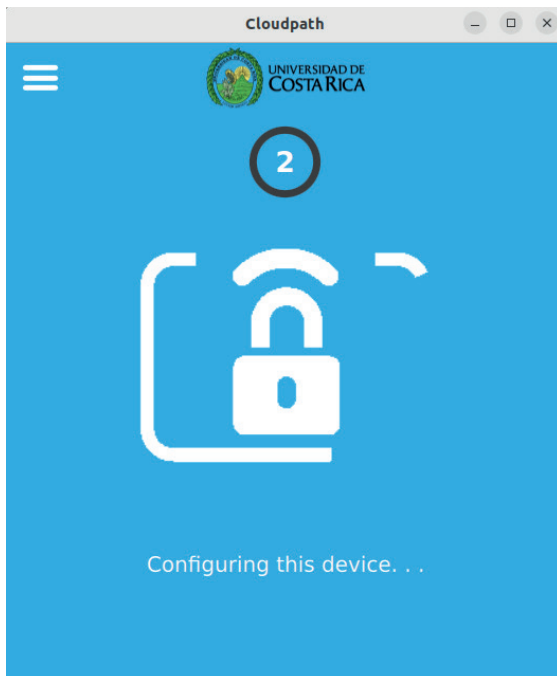 Cloudpath
UNIVERSIDAD DE
COSTA RICA
2
Configuring this device. . .